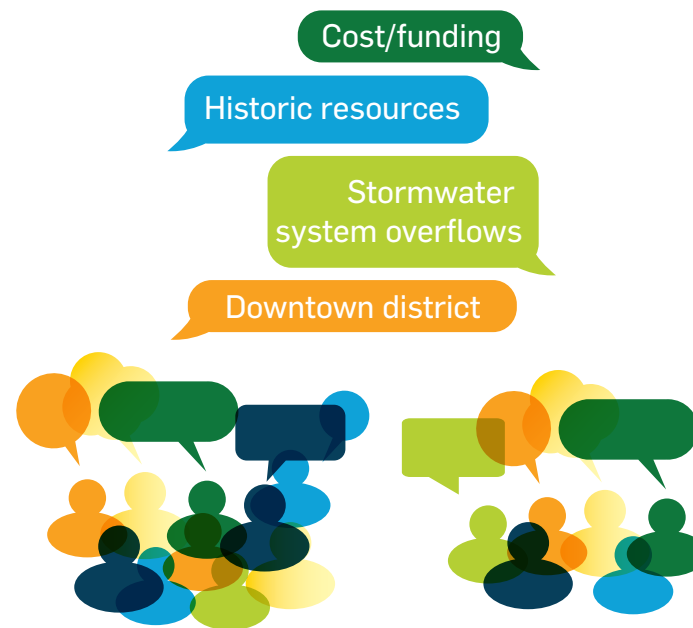 Cost/funding
Historic resources
Stormwater
system overflows
Downtown district